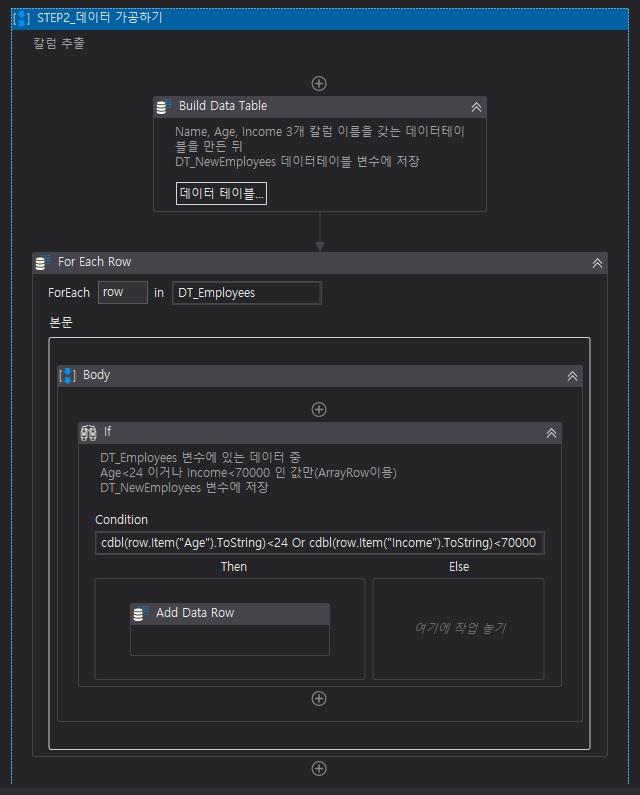 STEP2_데이터 가공하기
칼럼 추출
Build Data Table
Name, Age, Income 3개 칼럼 이름을 갖는 데이터테이
블을 만든 뒤
DT_NewEmployees 데이터테이블 변수에 저장
데이터 테이블...
For Each Row
ForEach row in DT_Employees
본문
Body
If
DT_Employees 변수에 있는 데이터 중
Age<24 이거나 Income<70000 인 값만(ArrayRow이용)
DT_NewEmployees 변수에 저장
Condition
cdbl(row.Item("Age").ToString)<24 Or cdbl(row.Item("Income").ToString)<70000
Then Else
Add Data Row
여기에 작업 놓기